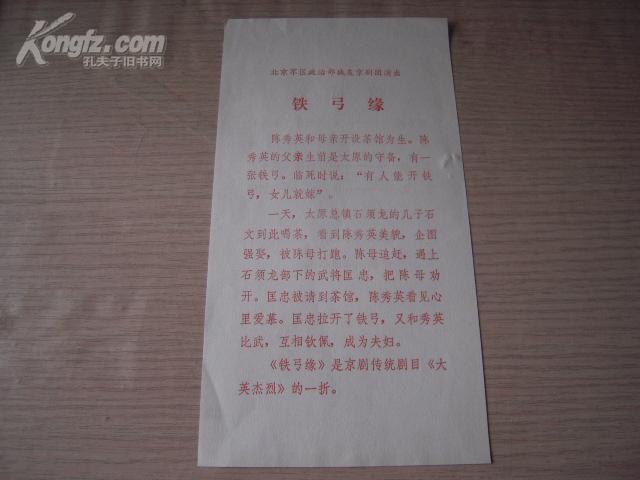 Kongfz.com
孔夫子旧书网
北京军区政治部战友京剧团演出
铁弓缘
陈秀英和母亲开设茶馆为生。陈
秀英的父亲生前是太原的守备，有一
张铁弓。临死时说：“有人能开铁
弓，女儿就嫁”。
一天，太原总镇石须龙的儿子石
文到此喝茶，看到陈秀英美貌，企图
强娶，被陈母打跑。陈母追赶，遇上
石须龙部下的武将匡忠，把陈母劝
开。匡忠被请到茶馆，陈秀英看见心
里爱慕。匡忠拉开了铁弓，又和秀英
比武，互相钦佩，成为夫妇。
《铁弓缘》是京剧传统剧目《大
英杰烈》的一折。